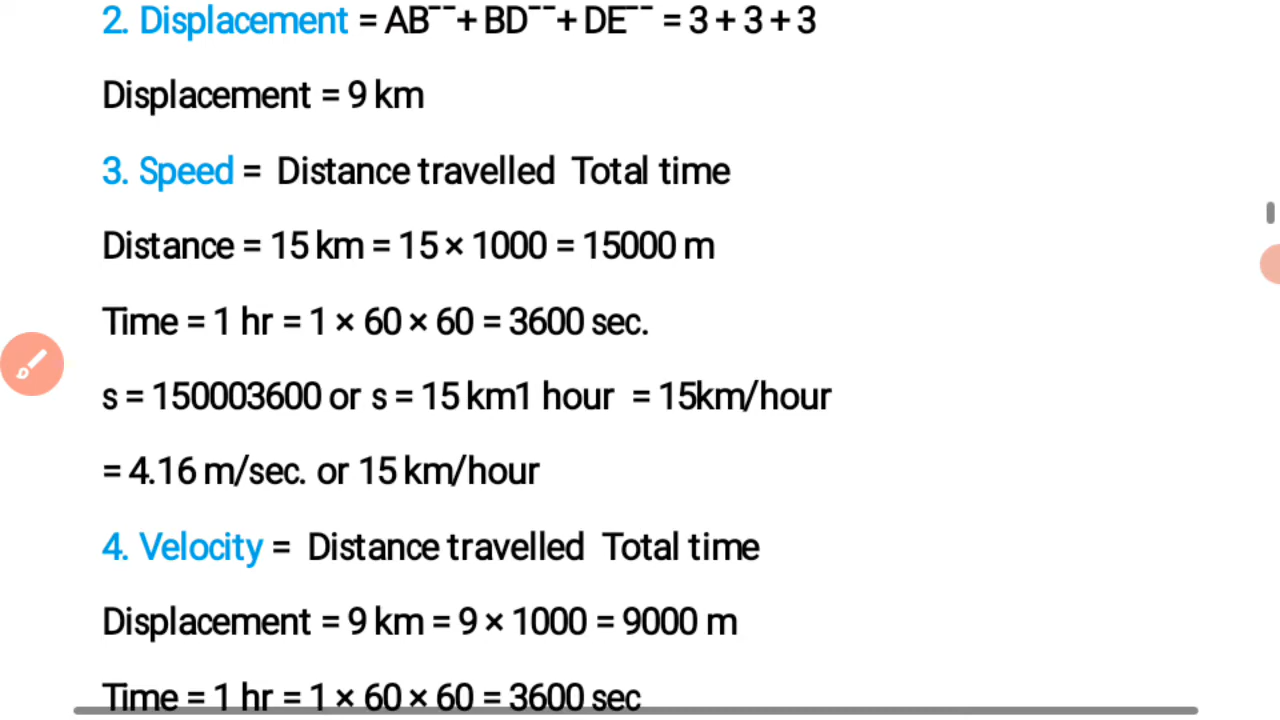 2. Displacement = AB¯¯+ BD¯¯+ DE¯¯ = 3 + 3 + 3
Displacement = 9 km
3. Speed = Distance travelled Total time
Distance = 15 km = 15 × 1000 = 15000 m
Time = 1 hr = 1 × 60 × 60 = 3600 sec.
s = 150003600 or s = 15 km1 hour = 15km/hour
= 4.16 m/sec. or 15 km/hour
4. Velocity = Distance travelled Total time
Displacement = 9 km = 9 × 1000 = 9000 m
Time = 1 hr = 1 × 60 × 60 = 3600 sec